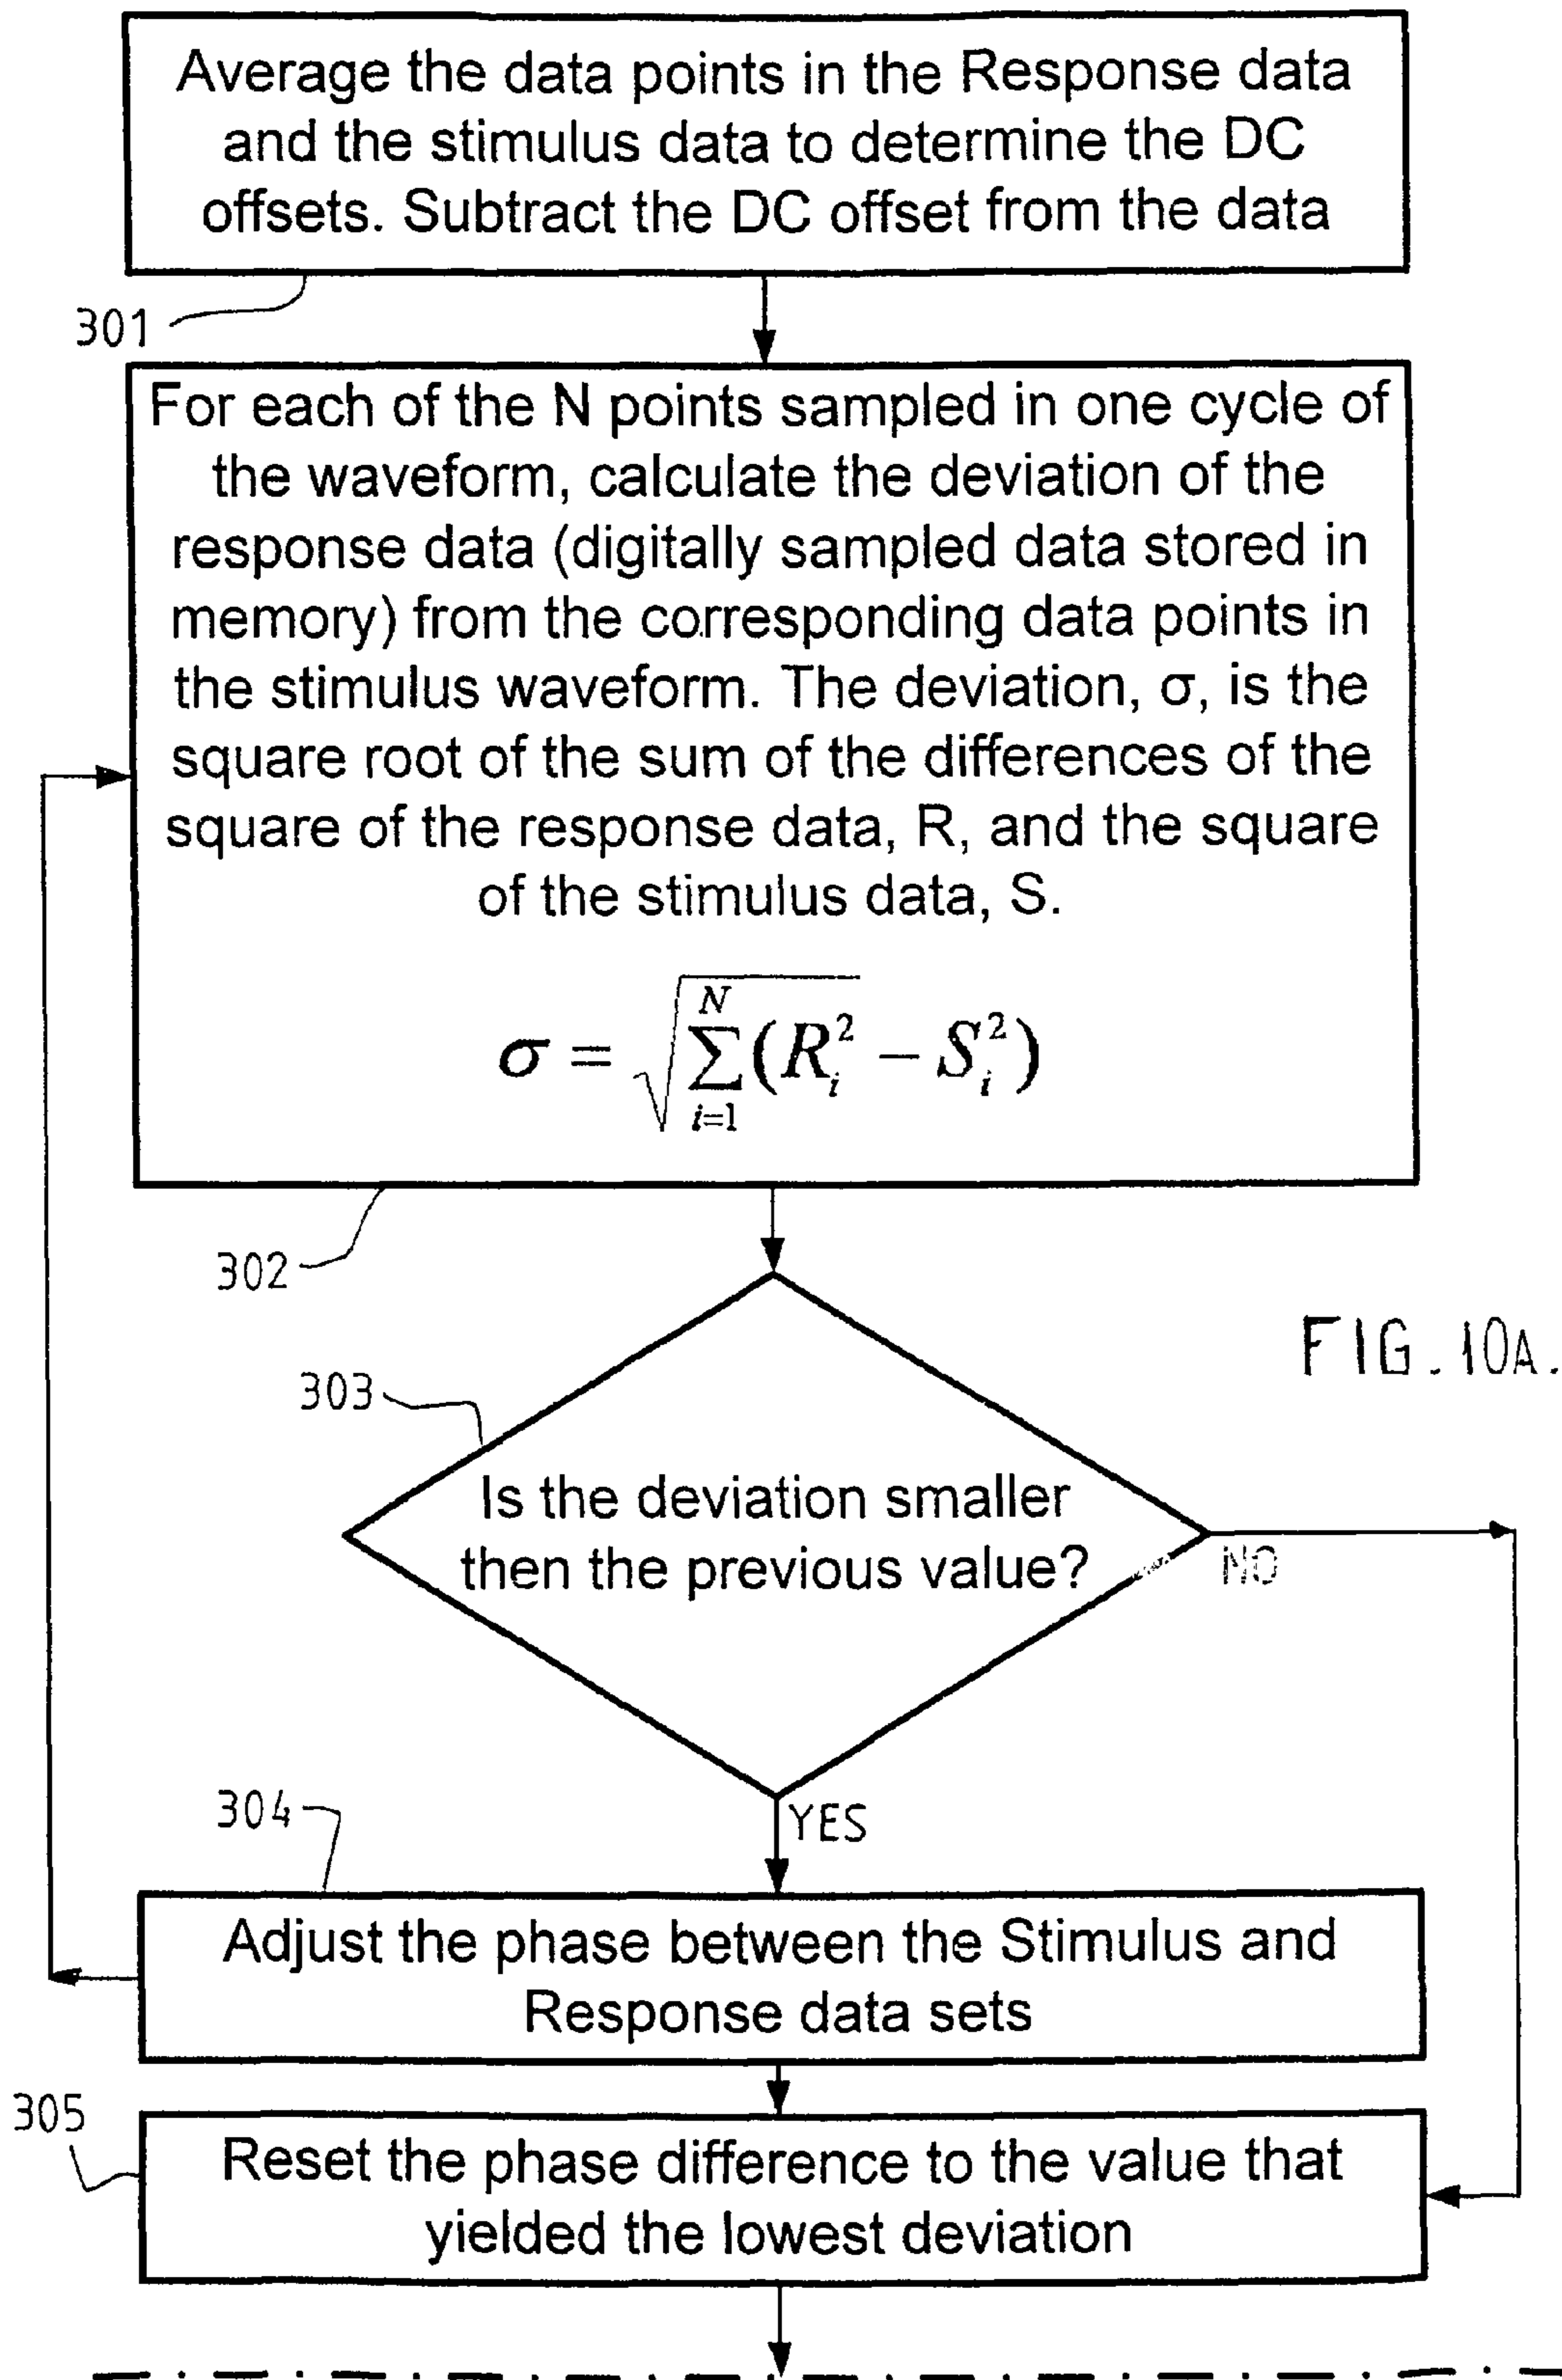 Average the data points in the Response data
and the stimulus data to determine the DC
offsets. Subtract the DC offset from the data
301
For each of the N points sampled in one cycle of
the waveform, calculate the deviation of the
response data (digitally sampled data stored in
memory) from the corresponding data points in
the stimulus waveform. The deviation, σ, is the
square root of the sum of the differences of the
square of the response data, R, and the square
of the stimulus data, S.
σ = √∑_{i=1}^{N}(R_i^2 − S_i^2)
302
FIG. 10A.
303
Is the deviation smaller
then the previous value?
NO
YES
304
Adjust the phase between the Stimulus and
Response data sets
305
Reset the phase difference to the value that
yielded the lowest deviation